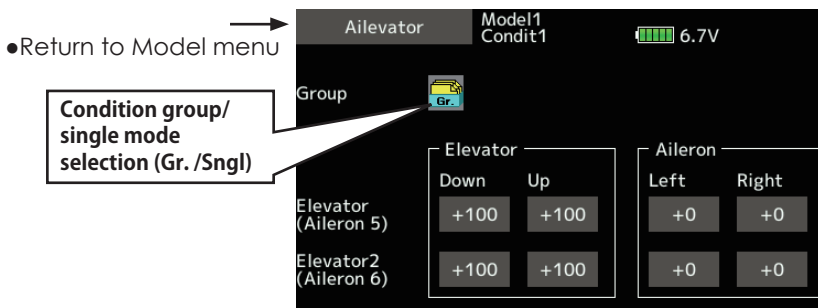 Ailevator
Model1
Condit1
6.7V
●Return to Model menu
Group
Gr.
Condition group/
single mode
selection (Gr. /Sngl)
Elevator
Aileron
Down Up Left Right
Elevator
(Aileron 5)
+100 +100 +0 +0
Elevator2
(Aileron 6)
+100 +100 +0 +0